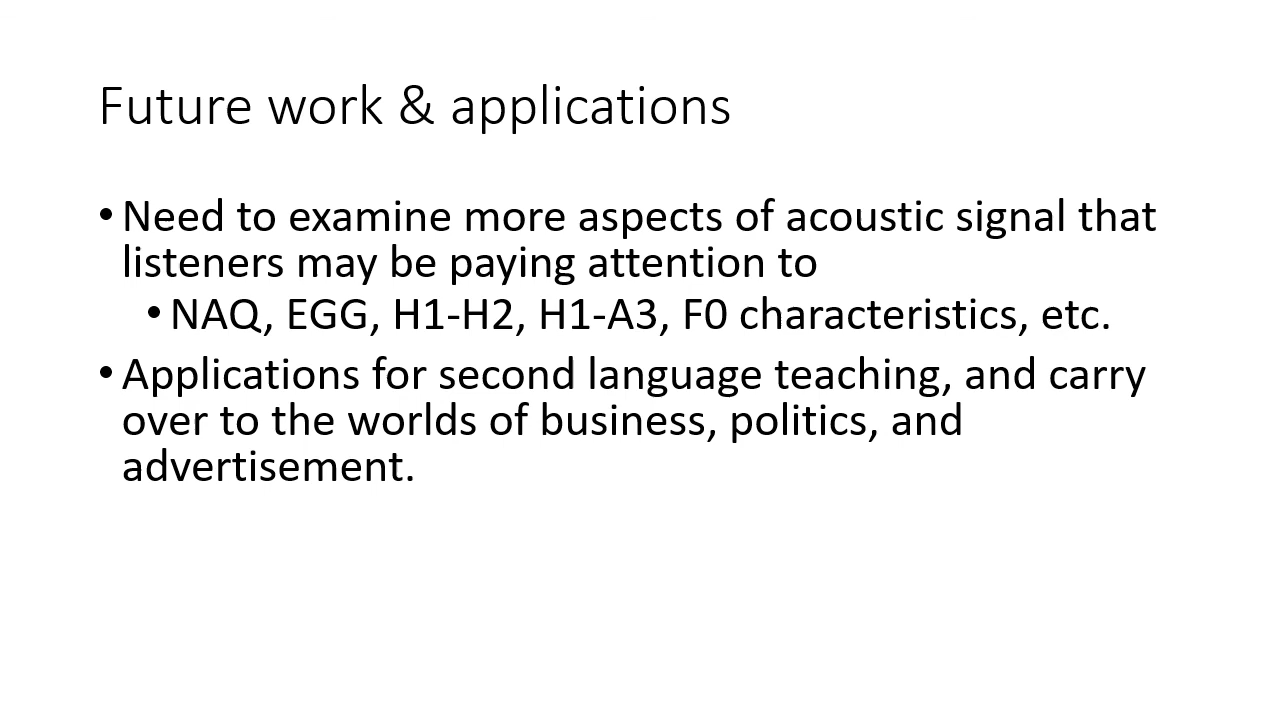 Future work & applications
• Need to examine more aspects of acoustic signal that
listeners may be paying attention to
• NAQ, EGG, H1-H2, H1-A3, F0 characteristics, etc.
• Applications for second language teaching, and carry
over to the worlds of business, politics, and
advertisement.